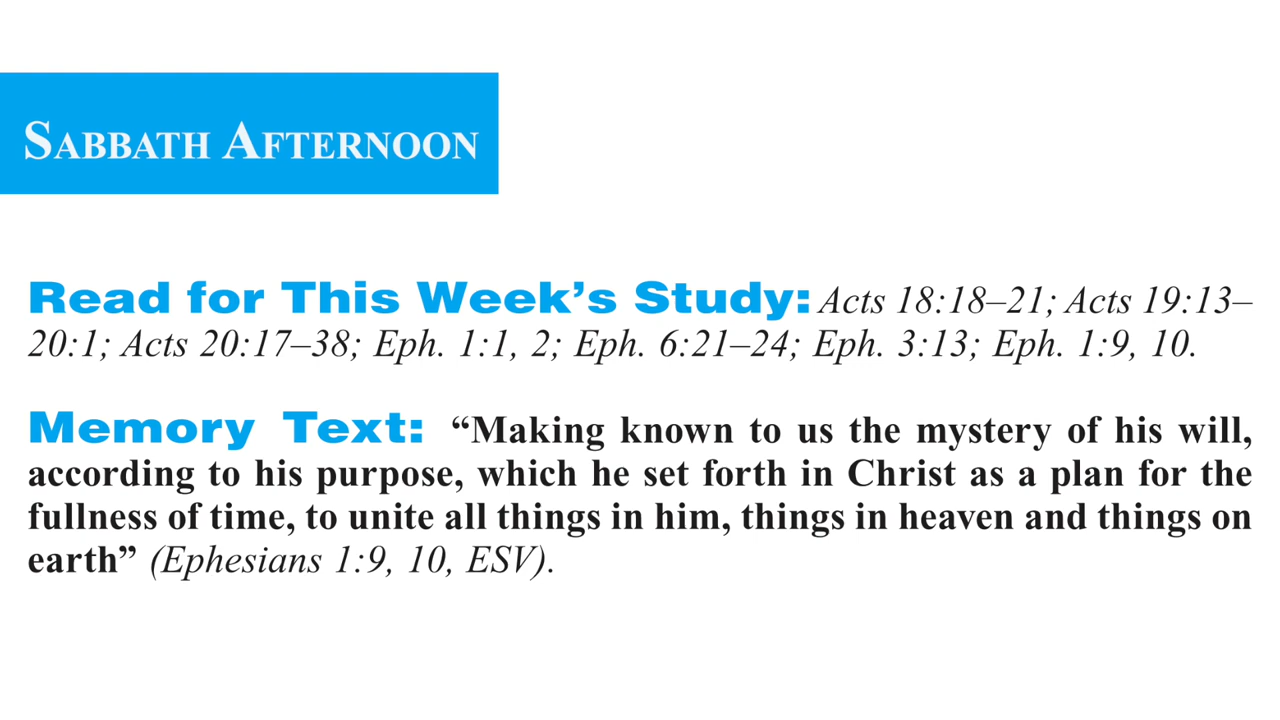 SABBATH AFTERNOON
Read for This Week’s Study: Acts 18:18–21; Acts 19:13–
20:1; Acts 20:17–38; Eph. 1:1, 2; Eph. 6:21–24; Eph. 3:13; Eph. 1:9, 10.
Memory Text: “Making known to us the mystery of his will,
according to his purpose, which he set forth in Christ as a plan for the
fullness of time, to unite all things in him, things in heaven and things on
earth” (Ephesians 1:9, 10, ESV).